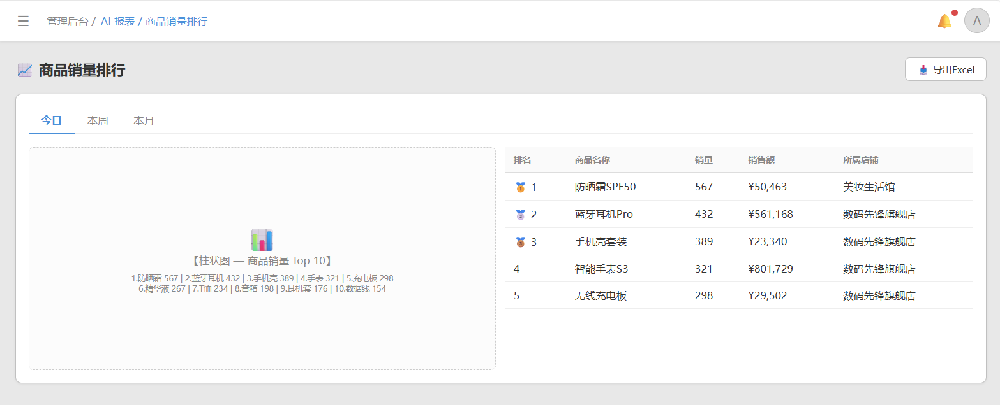 管理后台 / AI 报表 / 商品销量排行
A
商品销量排行
导出Excel
今日 本周 本月
【柱状图 — 商品销量 Top 10】
1.防晒霜 567 | 2.蓝牙耳机 432 | 3.手机壳 389 | 4.手表 321 | 5.充电板 298
6.精华液 267 | 7.T恤 234 | 8.音箱 198 | 9.耳机套 176 | 10.数据线 154
排名 商品名称 销量 销售额 所属店铺
1 防晒霜SPF50 567 ¥50,463 美妆生活馆
2 蓝牙耳机Pro 432 ¥561,168 数码先锋旗舰店
3 手机壳套装 389 ¥23,340 数码先锋旗舰店
4 智能手表S3 321 ¥801,729 数码先锋旗舰店
5 无线充电板 298 ¥29,502 数码先锋旗舰店